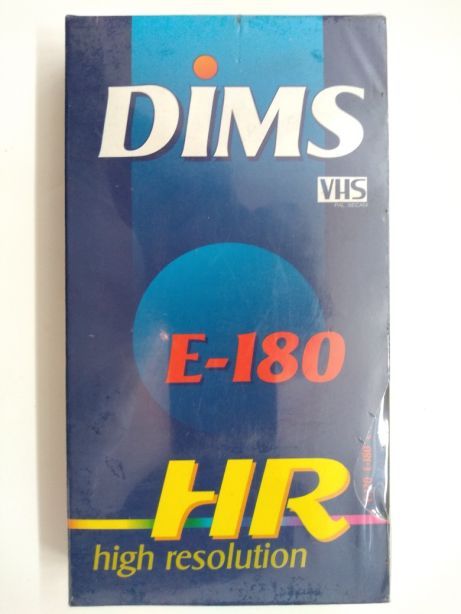 DiMS
VHS
PAL SECAM
E-180
HR
high resolution